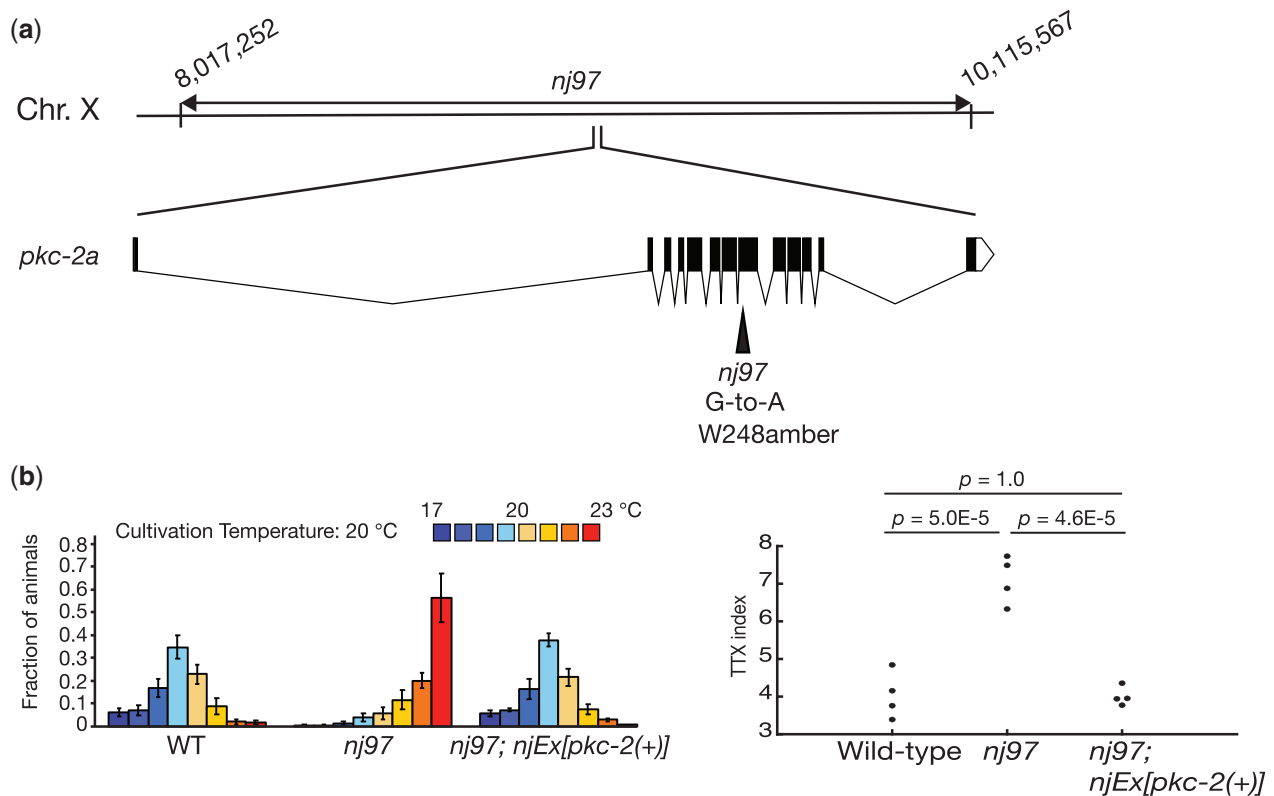 (a)
8,017,252
10,115,567
nj97
Chr. X
pkc-2a
nj97
G-to-A
W248amber
(b)
17 20 23 °C
Cultivation Temperature: 20 °C
Fraction of animals
0.8
0.7
0.6
0.5
0.4
0.3
0.2
0.1
0
WT
nj97
nj97; njEx[pkc-2(+)]
p = 1.0
p = 5.0E-5
p = 4.6E-5
TTX index
8
7
6
5
4
3
Wild-type
nj97
nj97;
njEx[pkc-2(+)]